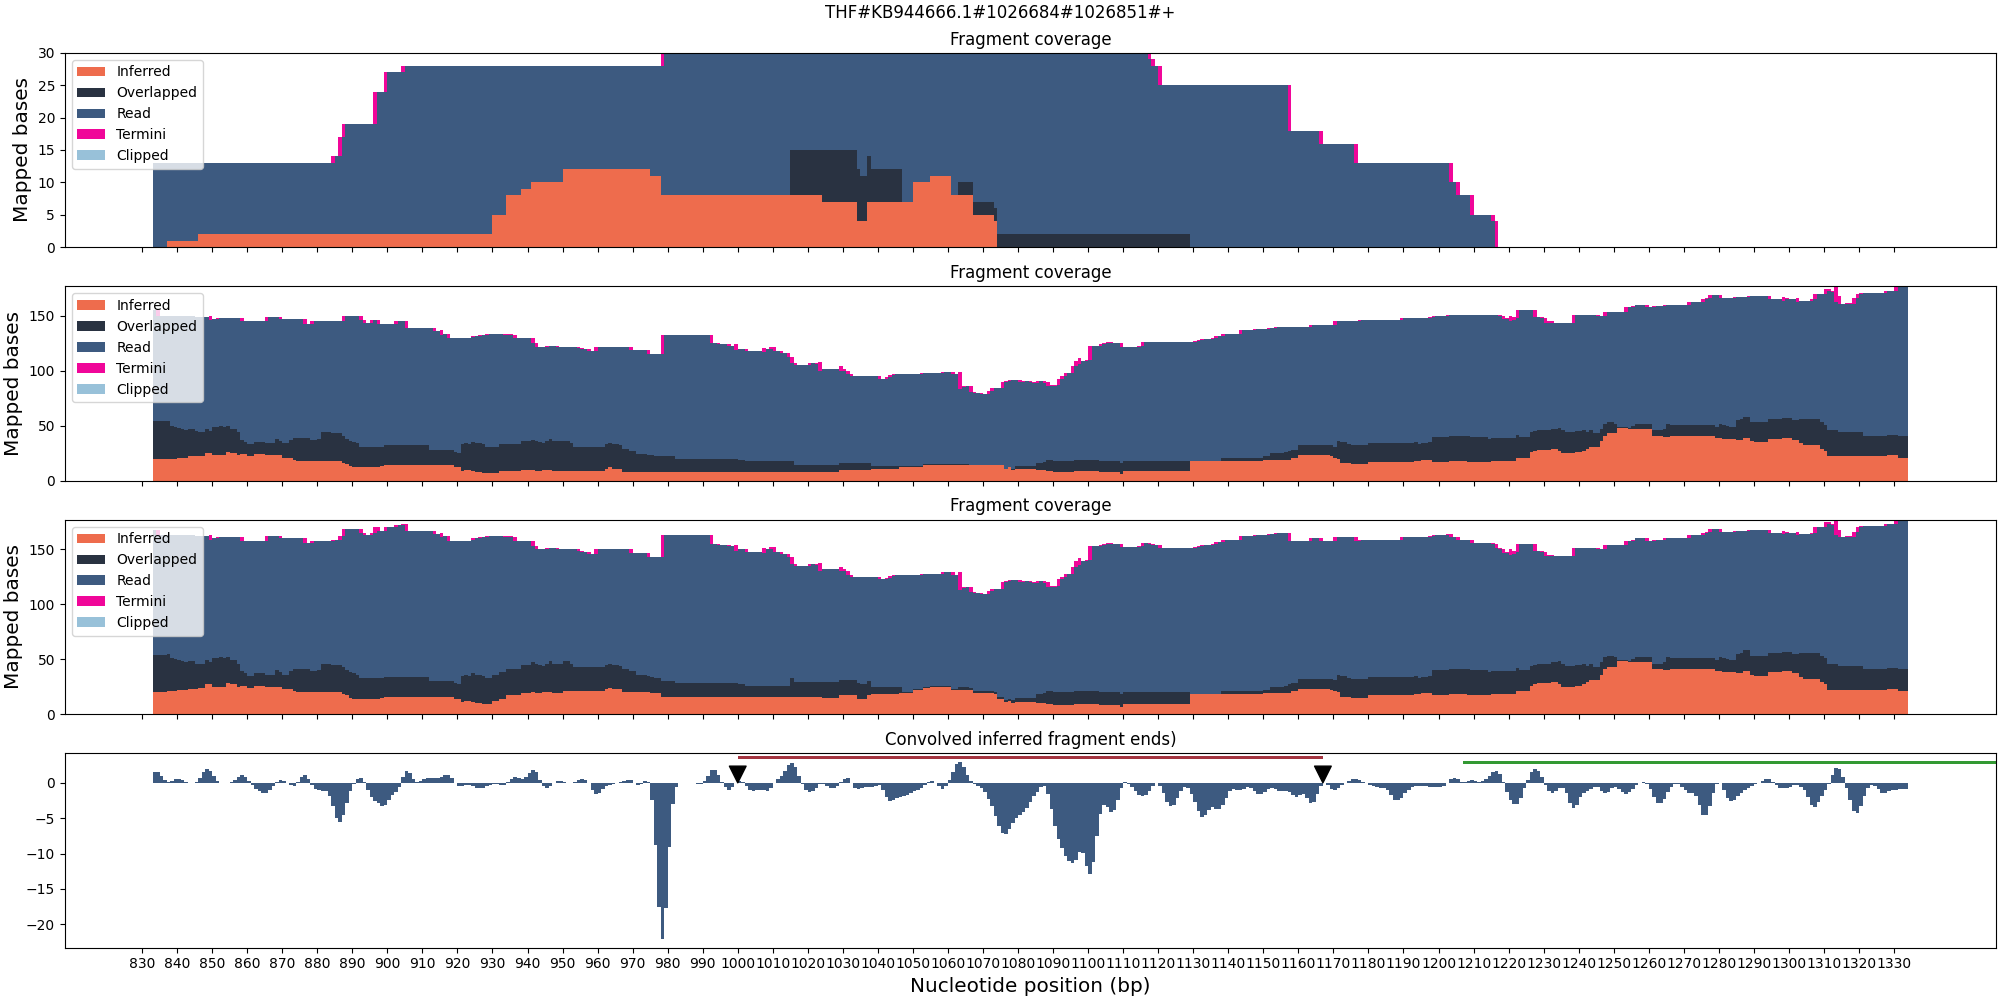 THF#KB944666.1#1026684#1026851#+
Fragment coverage
Mapped bases
30
25
20
15
10
5
0
Inferred
Overlapped
Read
Termini
Clipped
Fragment coverage
Mapped bases
150
100
50
0
Inferred
Overlapped
Read
Termini
Clipped
Fragment coverage
Mapped bases
150
100
50
0
Inferred
Overlapped
Read
Termini
Clipped
Convolved inferred fragment ends)
0
−5
−10
−15
−20
830 840 850 860 870 880 890 900 910 920 930 940 950 960 970 980 990 1000 1010 1020 1030 1040 1050 1060 1070 1080 1090 1100 1110 1120 1130 1140 1150 1160 1170 1180 1190 1200 1210 1220 1230 1240 1250 1260 1270 1280 1290 1300 1310 1320 1330
Nucleotide position (bp)